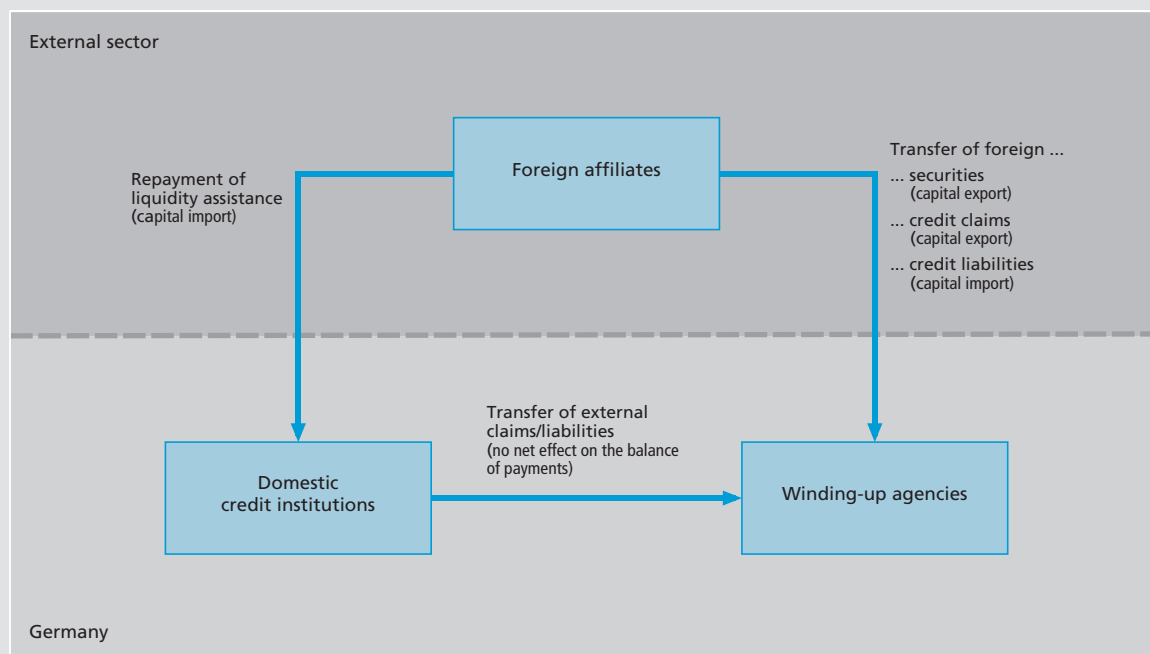 External sector
Foreign affiliates
Repayment of
liquidity assistance
(capital import)
Transfer of foreign ...
... securities
(capital export)
... credit claims
(capital export)
... credit liabilities
(capital import)
Transfer of external
claims/liabilities
(no net effect on the balance
of payments)
Domestic
credit institutions
Winding-up agencies
Germany